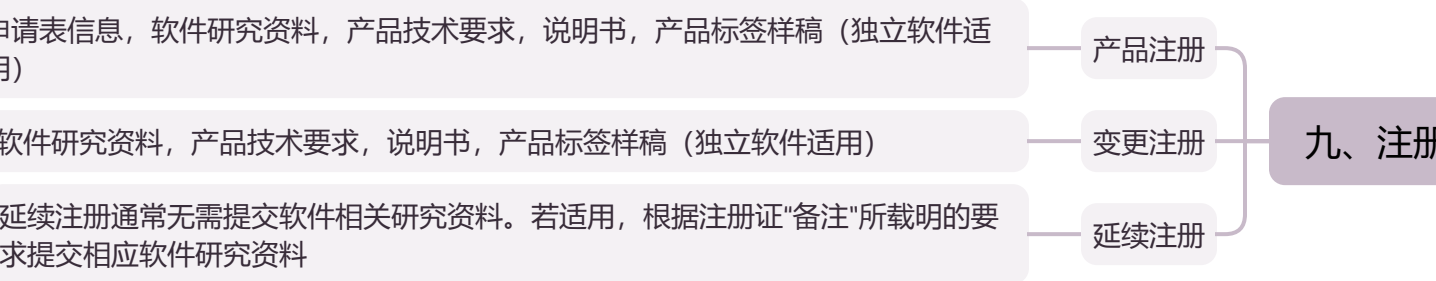 申请表信息，软件研究资料，产品技术要求，说明书，产品标签样稿（独立软件适
用）
产品注册
软件研究资料，产品技术要求，说明书，产品标签样稿（独立软件适用）
变更注册
九、注册
延续注册通常无需提交软件相关研究资料。若适用，根据注册证“备注"所载明的要
求提交相应软件研究资料
延续注册